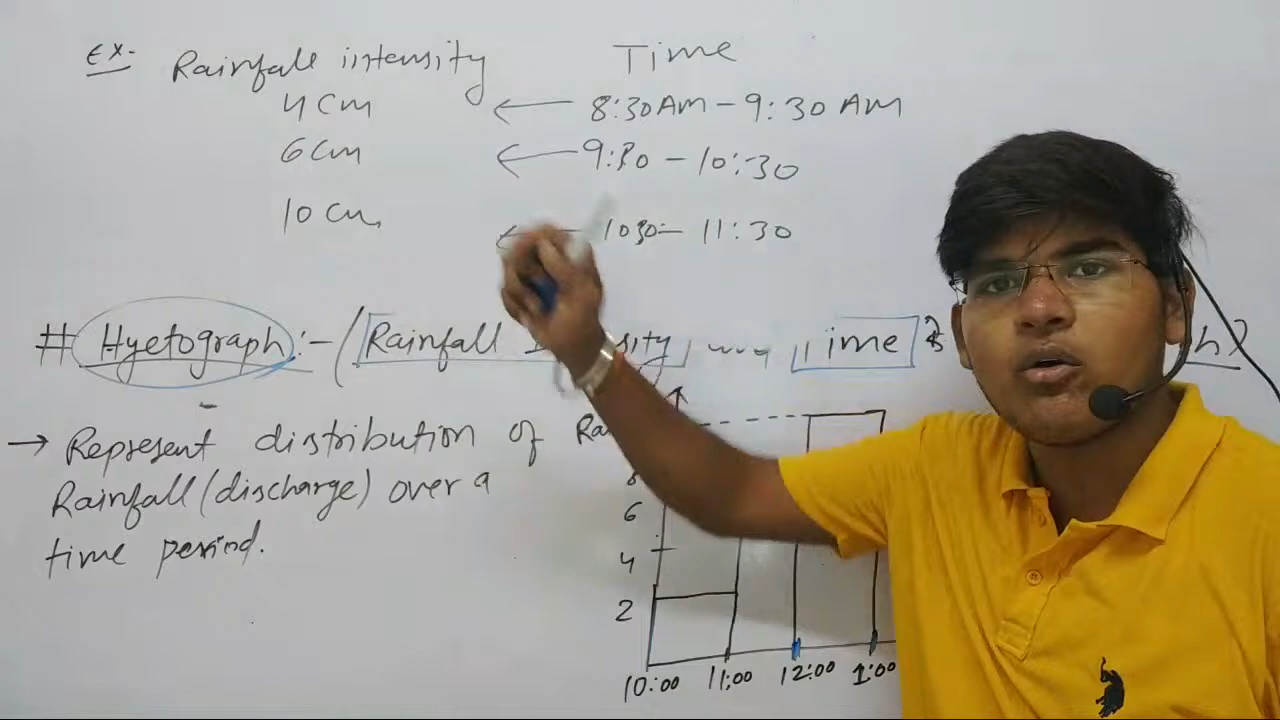 Ex. Rainfall intensity Time
4 cm ← 8:30 AM - 9:30 AM
6 cm ← 9:30 - 10:30
10 cm ← 1030 - 11:30
# Hyetograph :- (Rainfall Time
→ Represent distribution of
Rainfall (discharge) over a
time period.
8
6
4
2
10:00 11:00 12:00 1:00